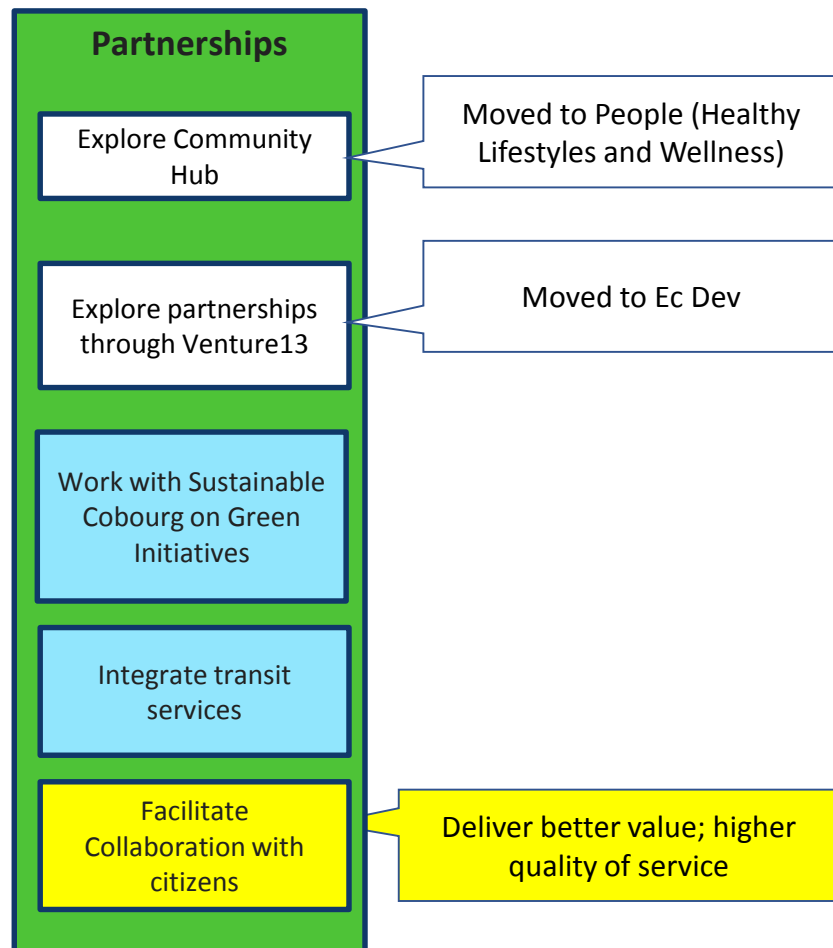 Partnerships
Explore Community
Hub
Moved to People (Healthy
Lifestyles and Wellness)
Explore partnerships
through Venture13
Moved to Ec Dev
Work with Sustainable
Cobourg on Green
Initiatives
Integrate transit
services
Facilitate
Collaboration with
citizens
Deliver better value; higher
quality of service